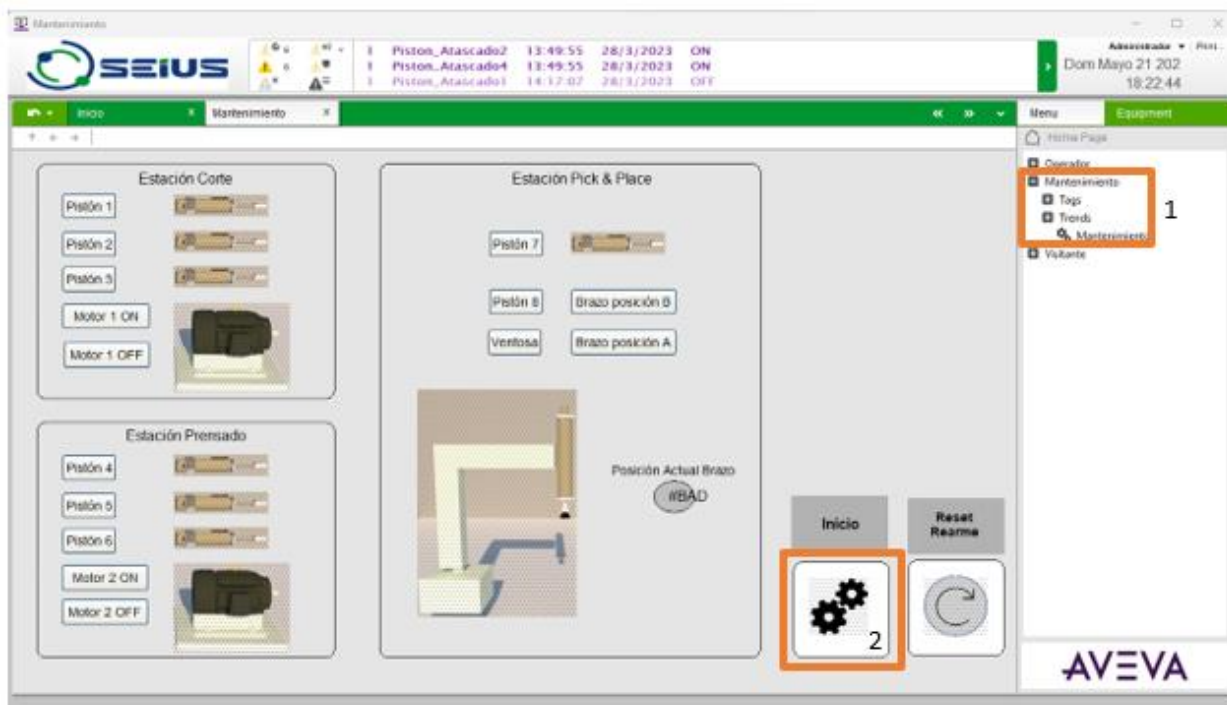 Mantenimiento
SEIUS
1 Piston_Atascado2 13:49:55 28/3/2023 ON
1 Piston_Atascado4 13:49:55 28/3/2023 ON
1 Piston_Atascado1 14:17:07 28/3/2023 OFF
Administrador
Dom Mayo 21 202
18:22:44
Inicio x Mantenimiento x
Menu Equipment
Home Page
Operador
Mantenimiento
Tags
Trends
Mantenimiento
Visitante
1
Estación Corte
Pistón 1
Pistón 2
Pistón 3
Motor 1 ON
Motor 1 OFF
Estación Prensado
Pistón 4
Pistón 5
Pistón 6
Motor 2 ON
Motor 2 OFF
Estación Pick & Place
Pistón 7
Pistón 8 Brazo posición B
Ventosa Brazo posición A
Posición Actual Brazo
#BAD
Inicio
Reset
Rearme
2
AVEVA